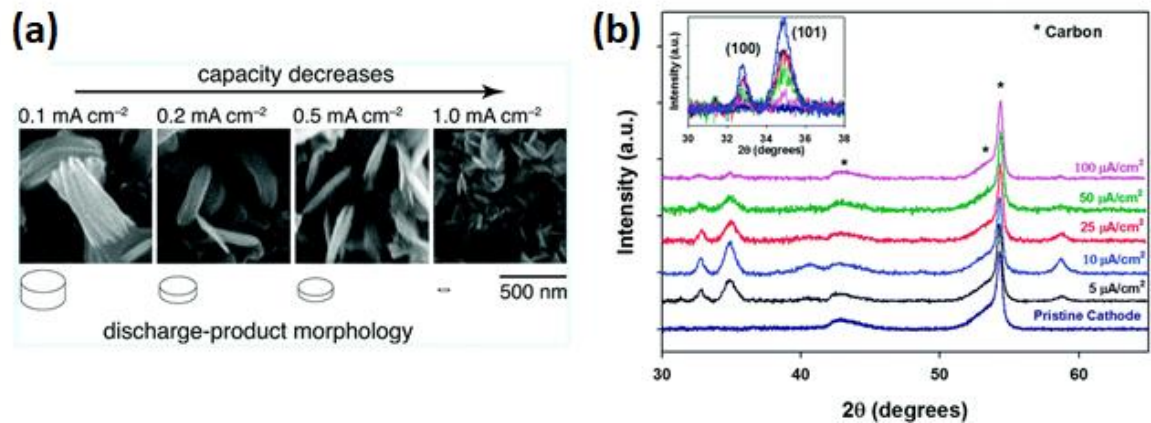 (a)
capacity decreases
0.1 mA cm⁻² 0.2 mA cm⁻² 0.5 mA cm⁻² 1.0 mA cm⁻²
500 nm
discharge-product morphology
(b)
* Carbon
Intensity (a.u.)
(100)
(101)
30 32 34 36 38
2θ (degrees)
Intensity (a.u.)
*
*
*
100 μA/cm²
50 μA/cm²
25 μA/cm²
10 μA/cm²
5 μA/cm²
Pristine Cathode
30 40 50 60
2θ (degrees)